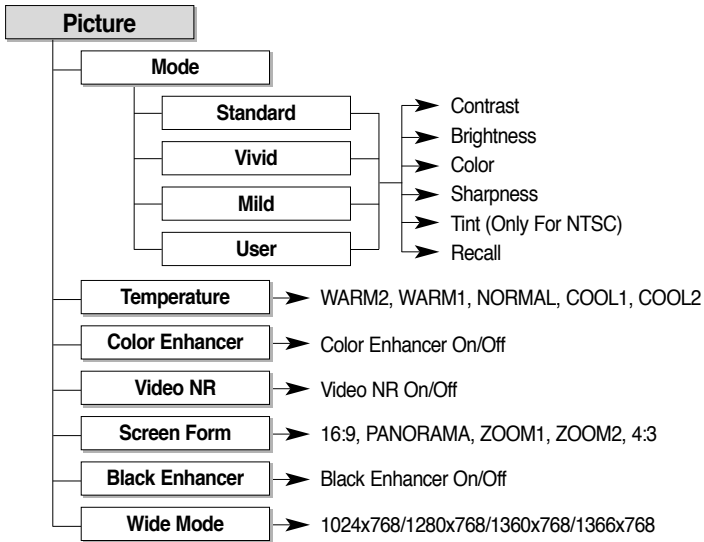 Picture
Mode
Standard
Vivid
Mild
User
Contrast
Brightness
Color
Sharpness
Tint (Only For NTSC)
Recall
Temperature
WARM2, WARM1, NORMAL, COOL1, COOL2
Color Enhancer
Color Enhancer On/Off
Video NR
Video NR On/Off
Screen Form
16:9, PANORAMA, ZOOM1, ZOOM2, 4:3
Black Enhancer
Black Enhancer On/Off
Wide Mode
1024x768/1280x768/1360x768/1366x768